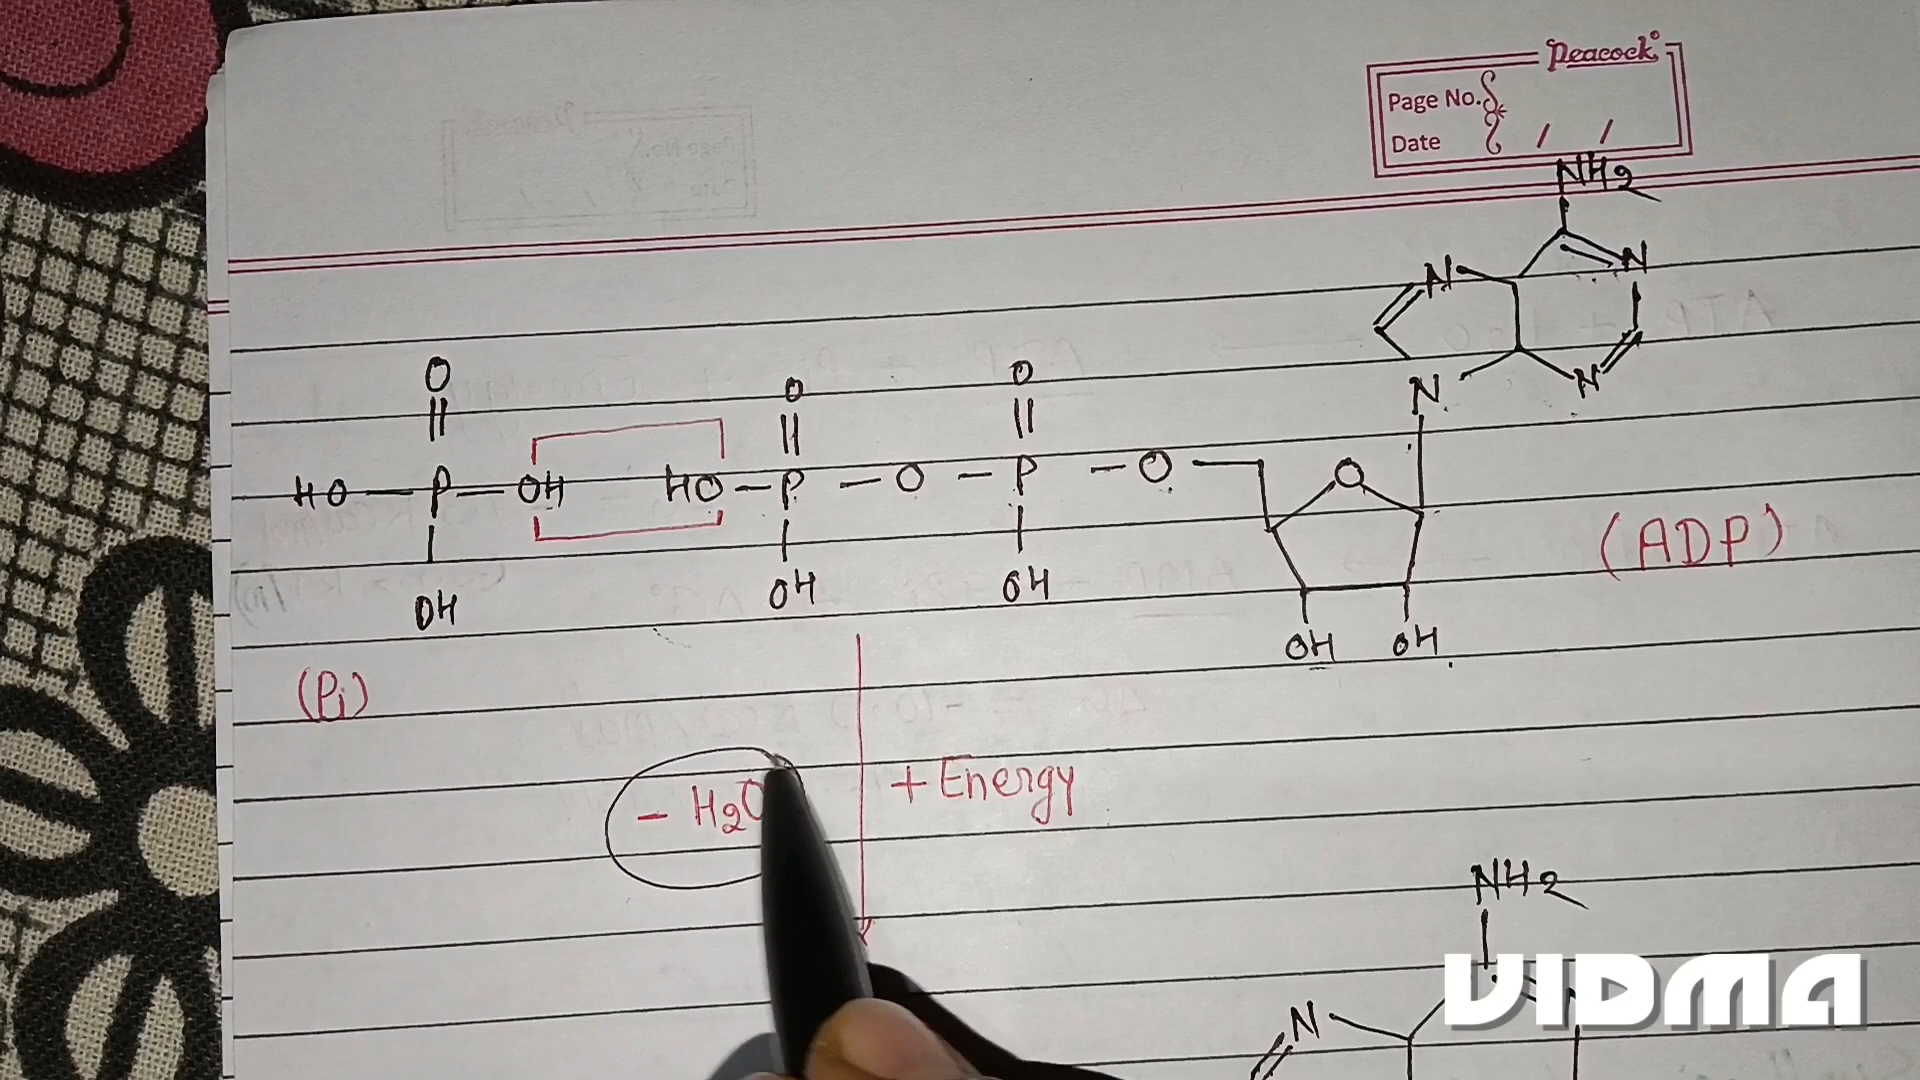 Peacock
Page No.
Date / /
NH2
N N
O O O
N N
HO — P — OH HO — P — O — P — O O
(ADP)
OH OH OH
OH OH
(Pi)
- H2O + Energy
NH2
VIDMA
N